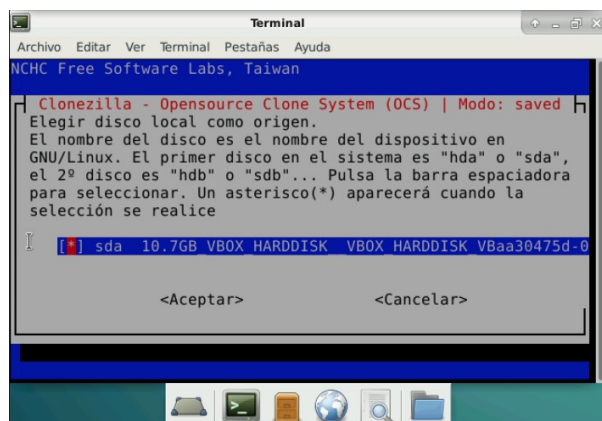 Terminal
Archivo Editar Ver Terminal Pestañas Ayuda
NCHC Free Software Labs, Taiwan
Clonezilla - Opensource Clone System (OCS) | Modo: saved
Elegir disco local como origen.
El nombre del disco es el nombre del dispositivo en
GNU/Linux. El primer disco en el sistema es "hda" o "sda",
el 2º disco es "hdb" o "sdb"... Pulsa la barra espaciadora
para seleccionar. Un asterisco(*) aparecerá cuando la
selección se realice
[*] sda 10.7GB_VBOX_HARDDISK__VBOX_HARDDISK_VBaa30475d-0
<Aceptar> <Cancelar>